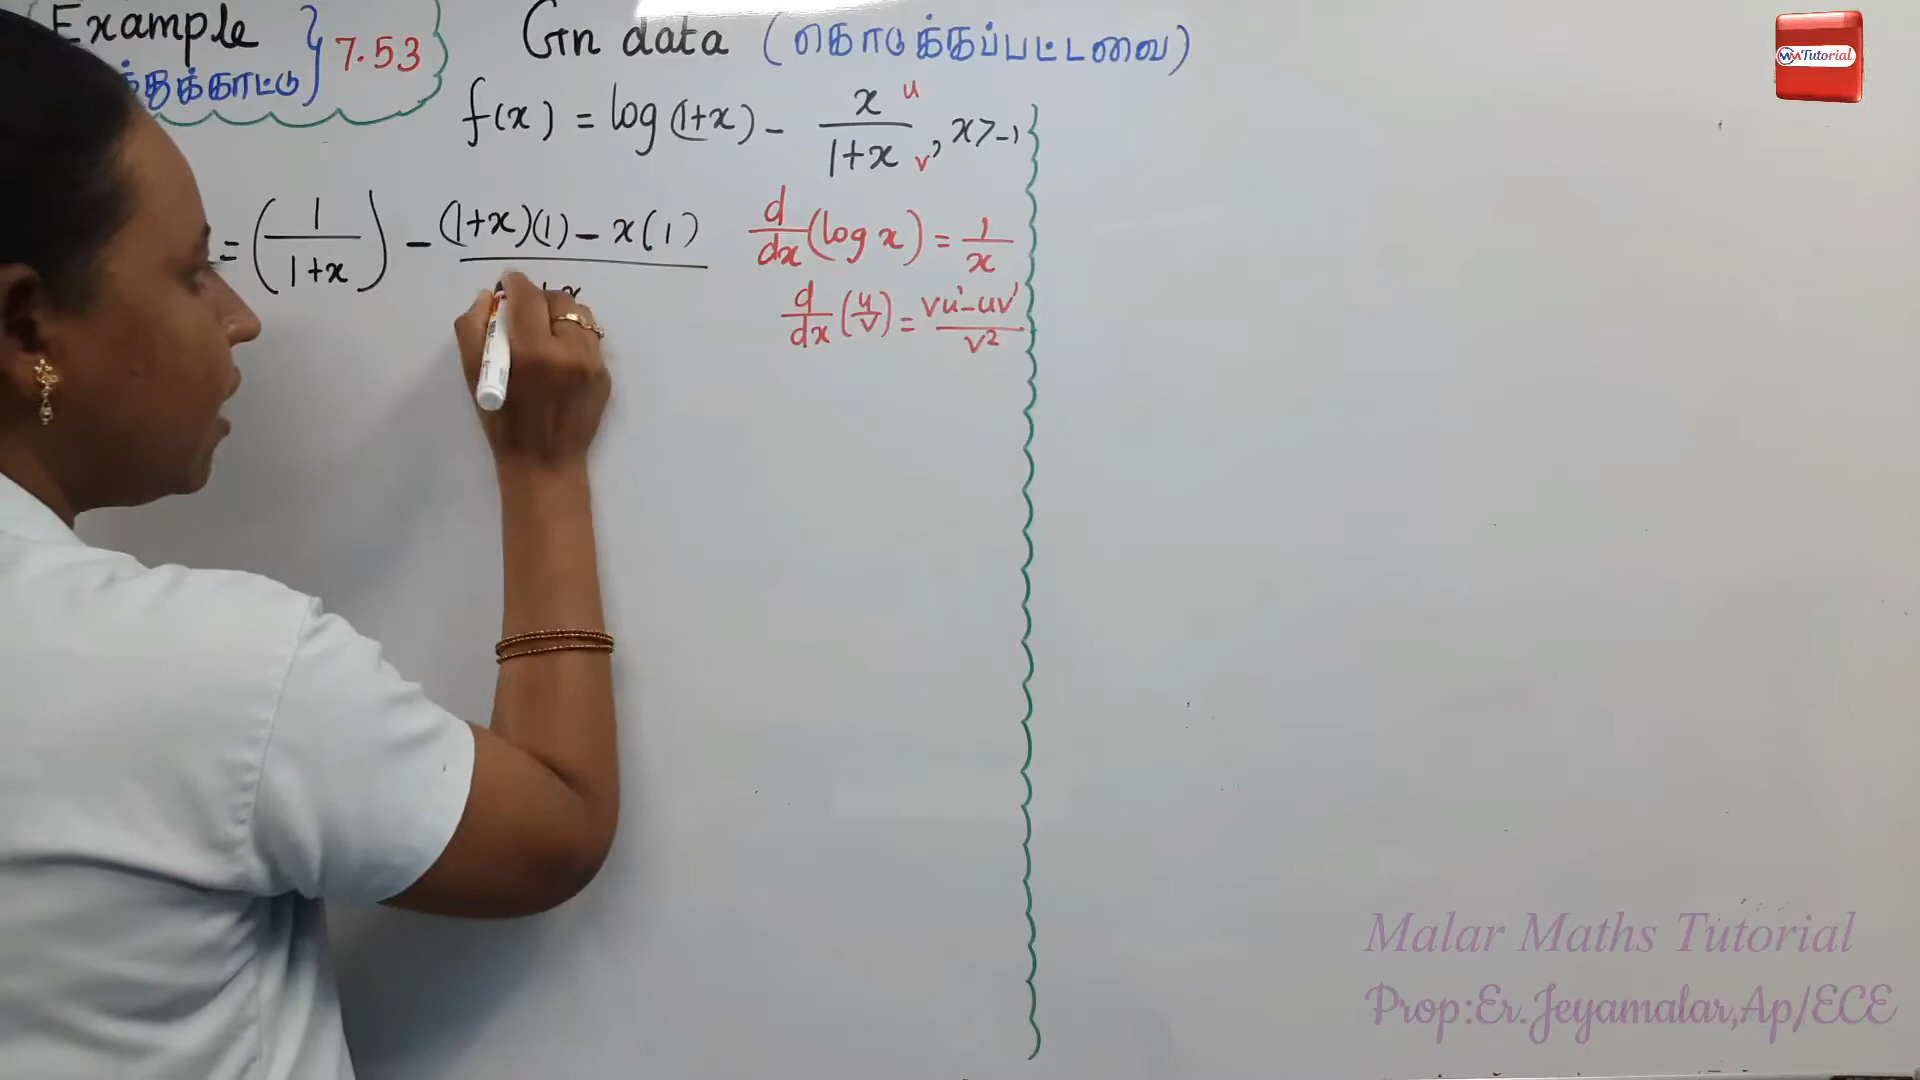 Example } 7.53
Gn data (கொடுக்கப்பட்டவை)
f(x) = log(1+x) - x/1+x, x>-1
u
v
= (1/1+x) - (1+x)(1) - x(1)
d/dx (log x) = 1/x
d/dx (u/v) = vu' - uv'/v²
MM Tutorial
Malar Maths Tutorial
Prop:Er.Jeyamalar,Ap/ECE